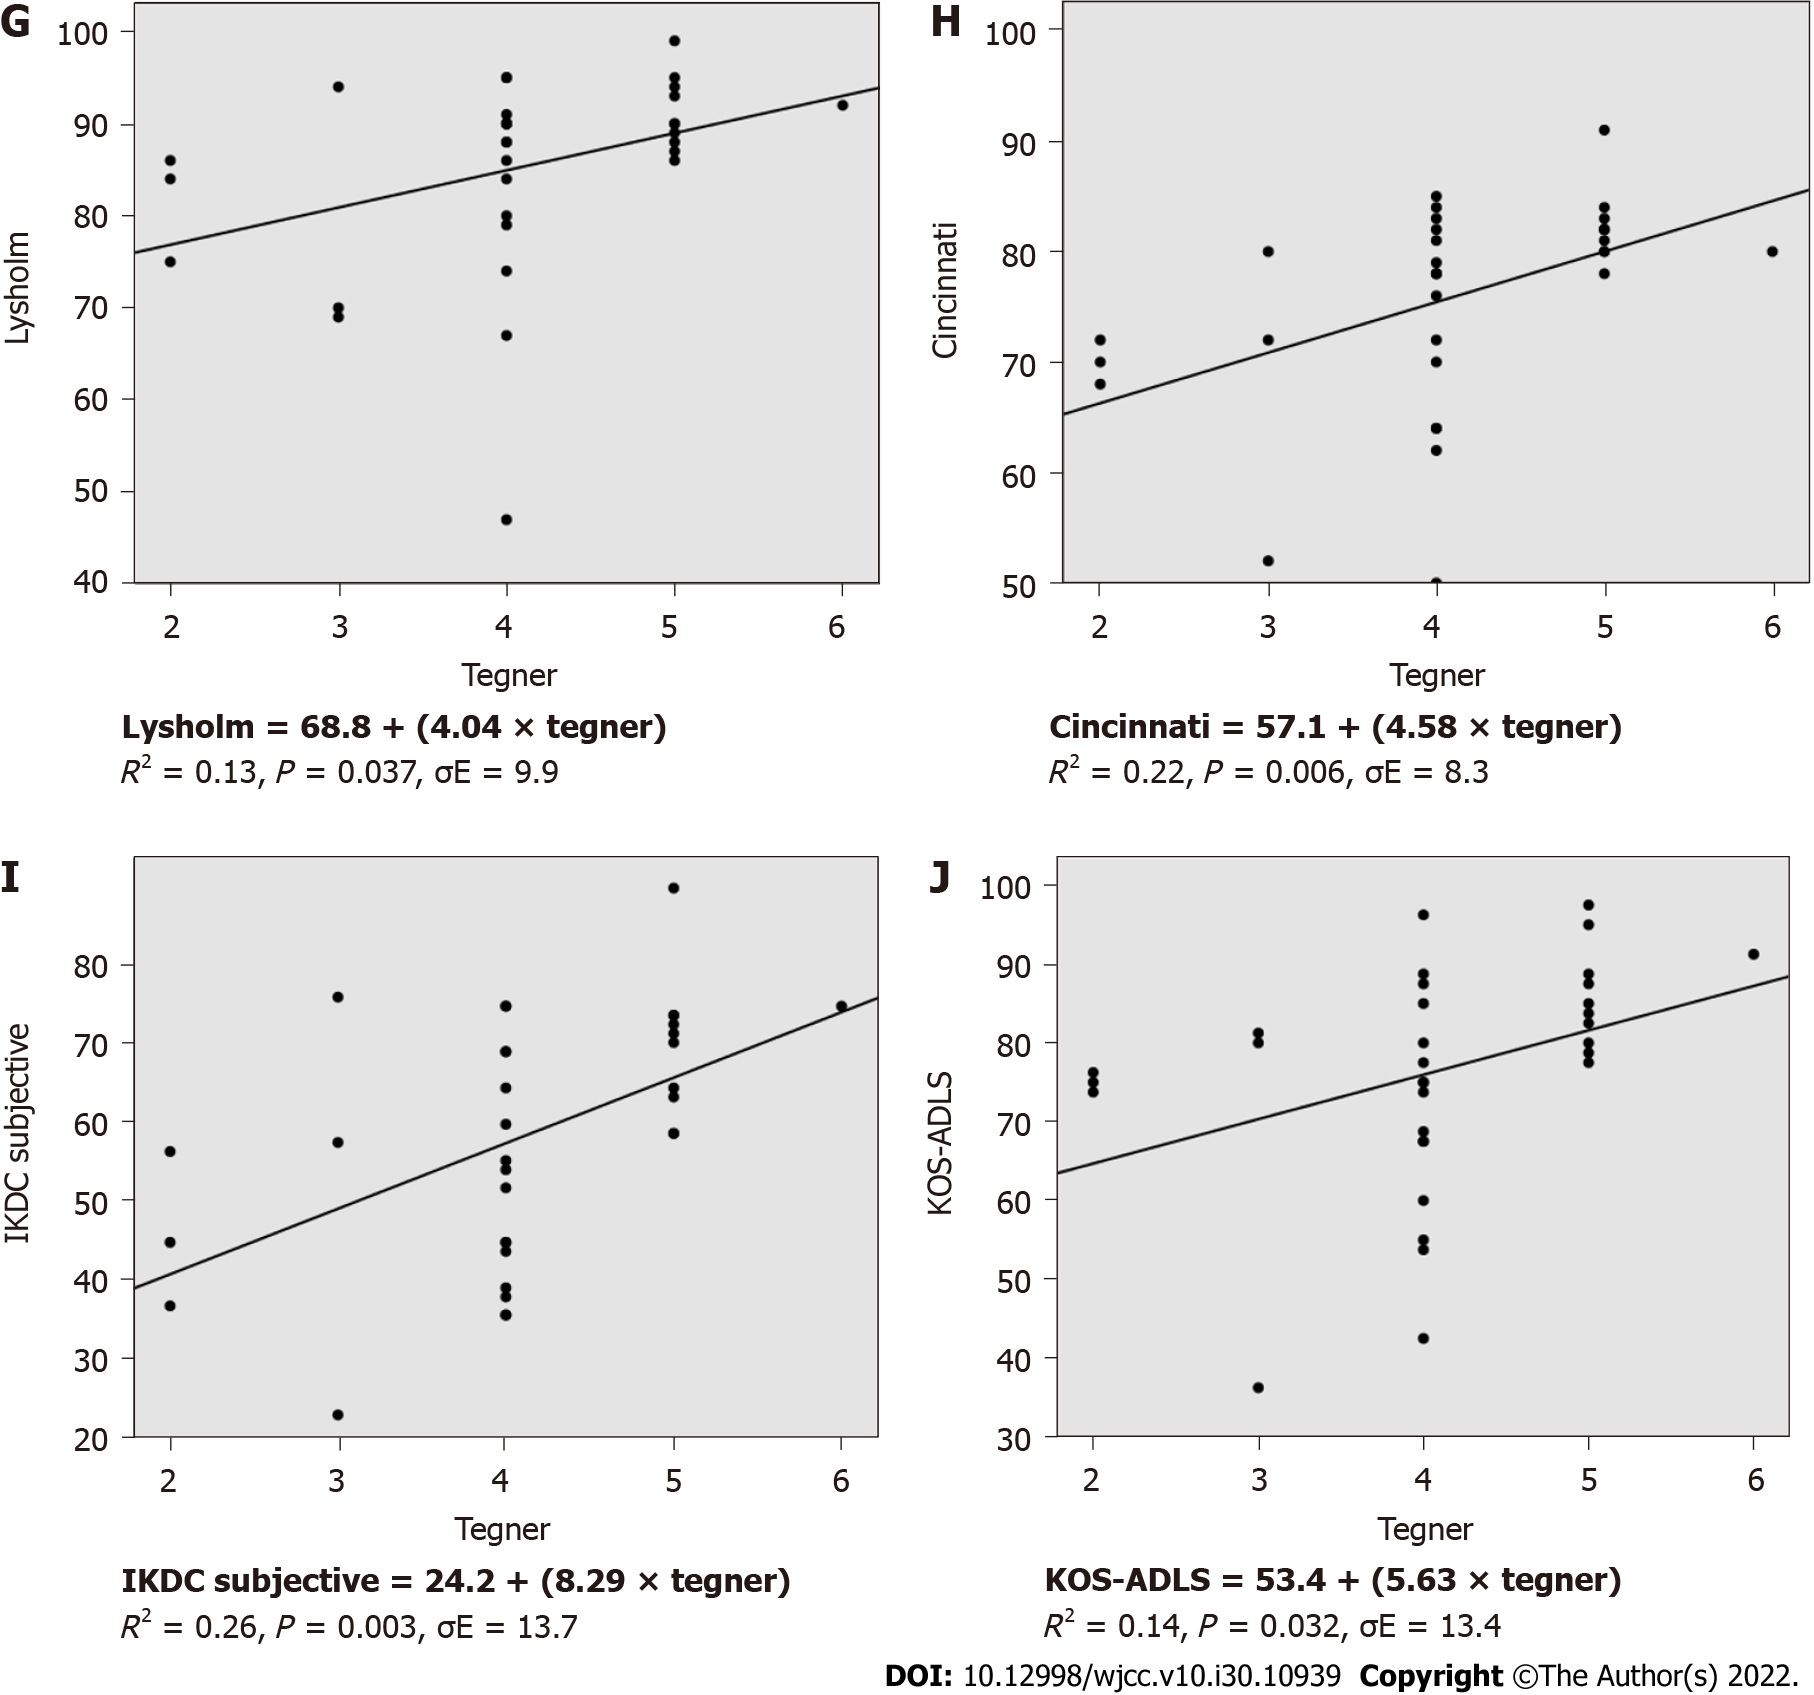 G
100
90
80
70
60
50
40
Lysholm
2 3 4 5 6
Tegner
Lysholm = 68.8 + (4.04 × tegner)
R² = 0.13, P = 0.037, σE = 9.9
H
100
90
80
70
60
50
Cincinnati
2 3 4 5 6
Tegner
Cincinnati = 57.1 + (4.58 × tegner)
R² = 0.22, P = 0.006, σE = 8.3
I
80
70
60
50
40
30
20
IKDC subjective
2 3 4 5 6
Tegner
IKDC subjective = 24.2 + (8.29 × tegner)
R² = 0.26, P = 0.003, σE = 13.7
J
100
90
80
70
60
50
40
30
KOS-ADLS
2 3 4 5 6
Tegner
KOS-ADLS = 53.4 + (5.63 × tegner)
R² = 0.14, P = 0.032, σE = 13.4
DOI: 10.12998/wjcc.v10.i30.10939 Copyright ©The Author(s) 2022.